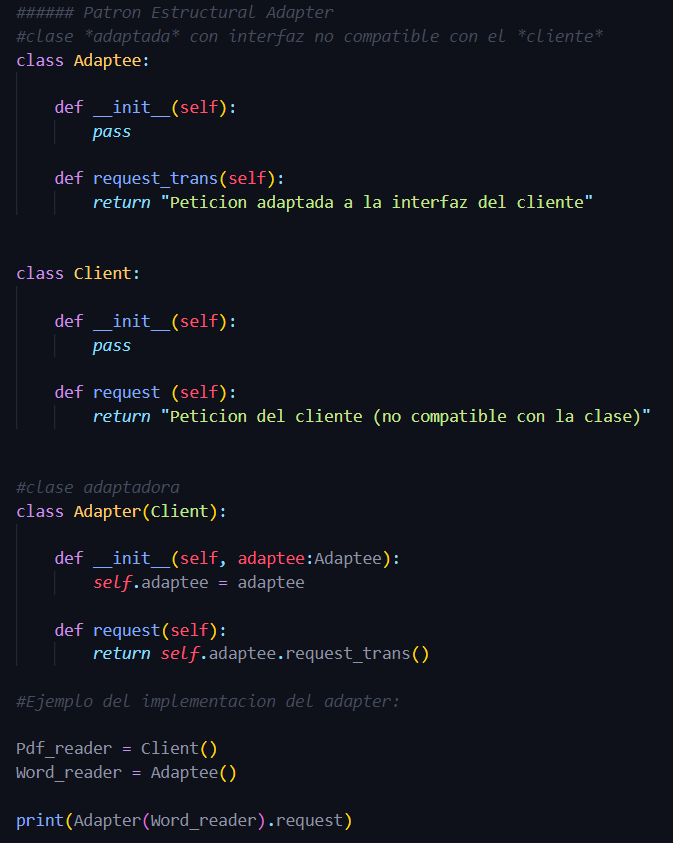 ###### Patron Estructural Adapter
#clase *adaptada* con interfaz no compatible con el *cliente*
class Adaptee:
    def __init__(self):
        pass
    def request_trans(self):
        return "Peticion adaptada a la interfaz del cliente"
class Client:
    def __init__(self):
        pass
    def request (self):
        return "Peticion del cliente (no compatible con la clase)"
#clase adaptadora
class Adapter(Client):
    def __init__(self, adaptee:Adaptee):
        self.adaptee = adaptee
    def request(self):
        return self.adaptee.request_trans()
#Ejemplo del implementacion del adapter:
Pdf_reader = Client()
Word_reader = Adaptee()
print(Adapter(Word_reader).request)